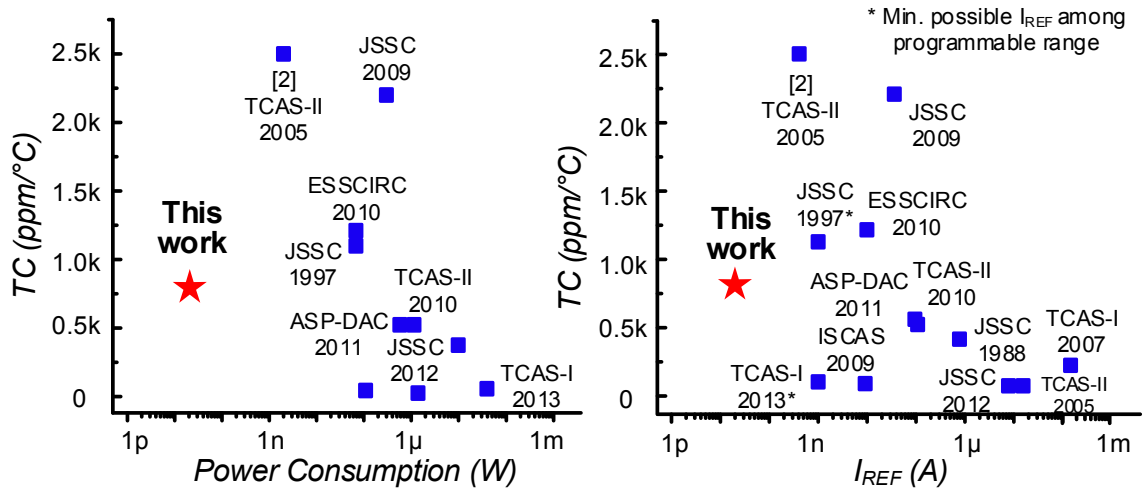 2.5k
2.0k
1.5k
1.0k
0.5k
0
TC (ppm/°C)
[2]
TCAS-II
2005
JSSC
2009
ESSCIRC
2010
This
work
JSSC
1997
TCAS-II
2010
ASP-DAC
2011
JSSC
2012
TCAS-I
2013
1p
1n
1µ
1m
Power Consumption (W)
* Min. possible IREF among
programmable range
2.5k
2.0k
1.5k
1.0k
0.5k
0
TC (ppm/°C)
[2]
TCAS-II
2005
JSSC
2009
JSSC
1997*
ESSCIRC
2010
This
work
ASP-DAC
2011
TCAS-II
2010
ISCAS
2009
JSSC
1988
TCAS-I
2007
TCAS-I
2013*
JSSC
2012
TCAS-II
2005
1p
1n
1µ
1m
IREF (A)